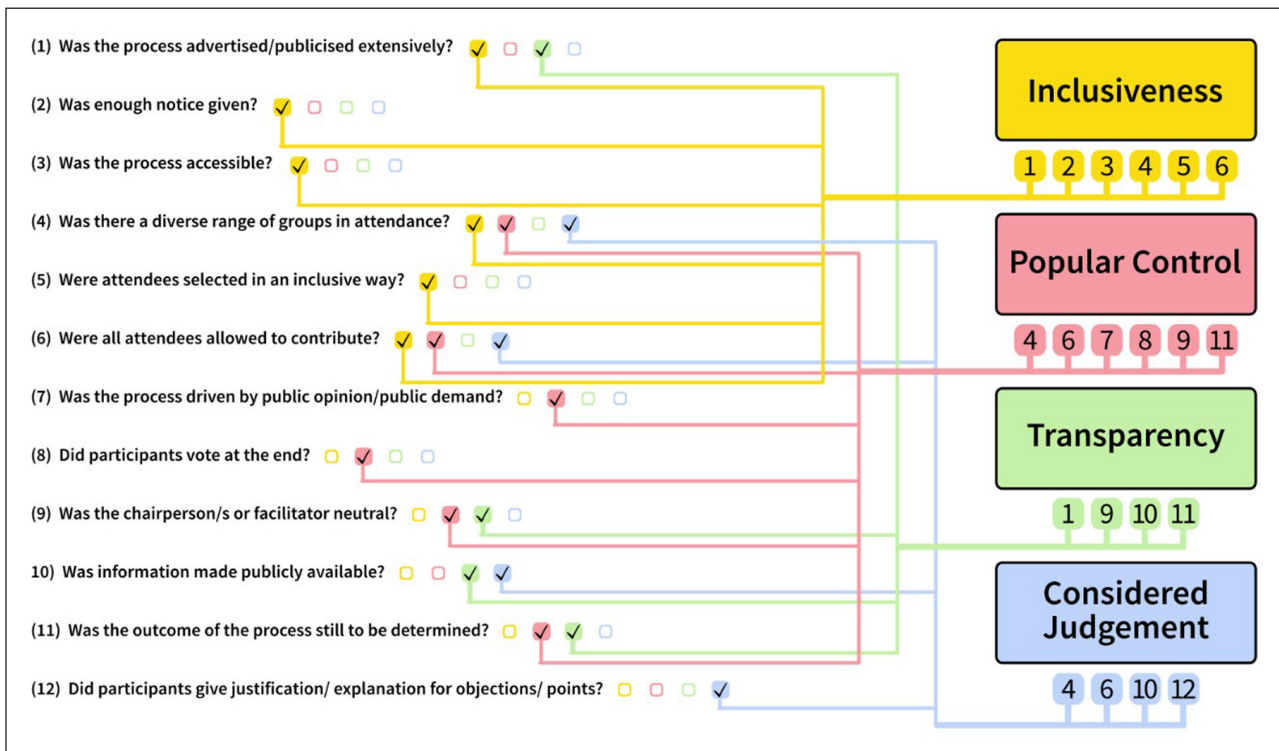 (1) Was the process advertised/publicised extensively?
(2) Was enough notice given?
(3) Was the process accessible?
(4) Was there a diverse range of groups in attendance?
(5) Were attendees selected in an inclusive way?
(6) Were all attendees allowed to contribute?
(7) Was the process driven by public opinion/public demand?
(8) Did participants vote at the end?
(9) Was the chairperson/s or facilitator neutral?
10) Was information made publicly available?
(11) Was the outcome of the process still to be determined?
(12) Did participants give justification/ explanation for objections/ points?
Inclusiveness
1 2 3 4 5 6
Popular Control
4 6 7 8 9 11
Transparency
1 9 10 11
Considered
Judgement
4 6 10 12